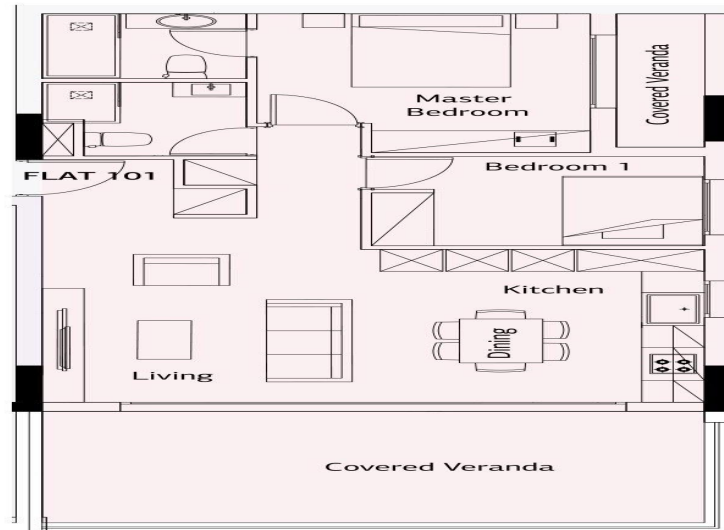 Master
Bedroom
Covered Veranda
FLAT 101
Bedroom 1
Kitchen
Dining
Living
Covered Veranda